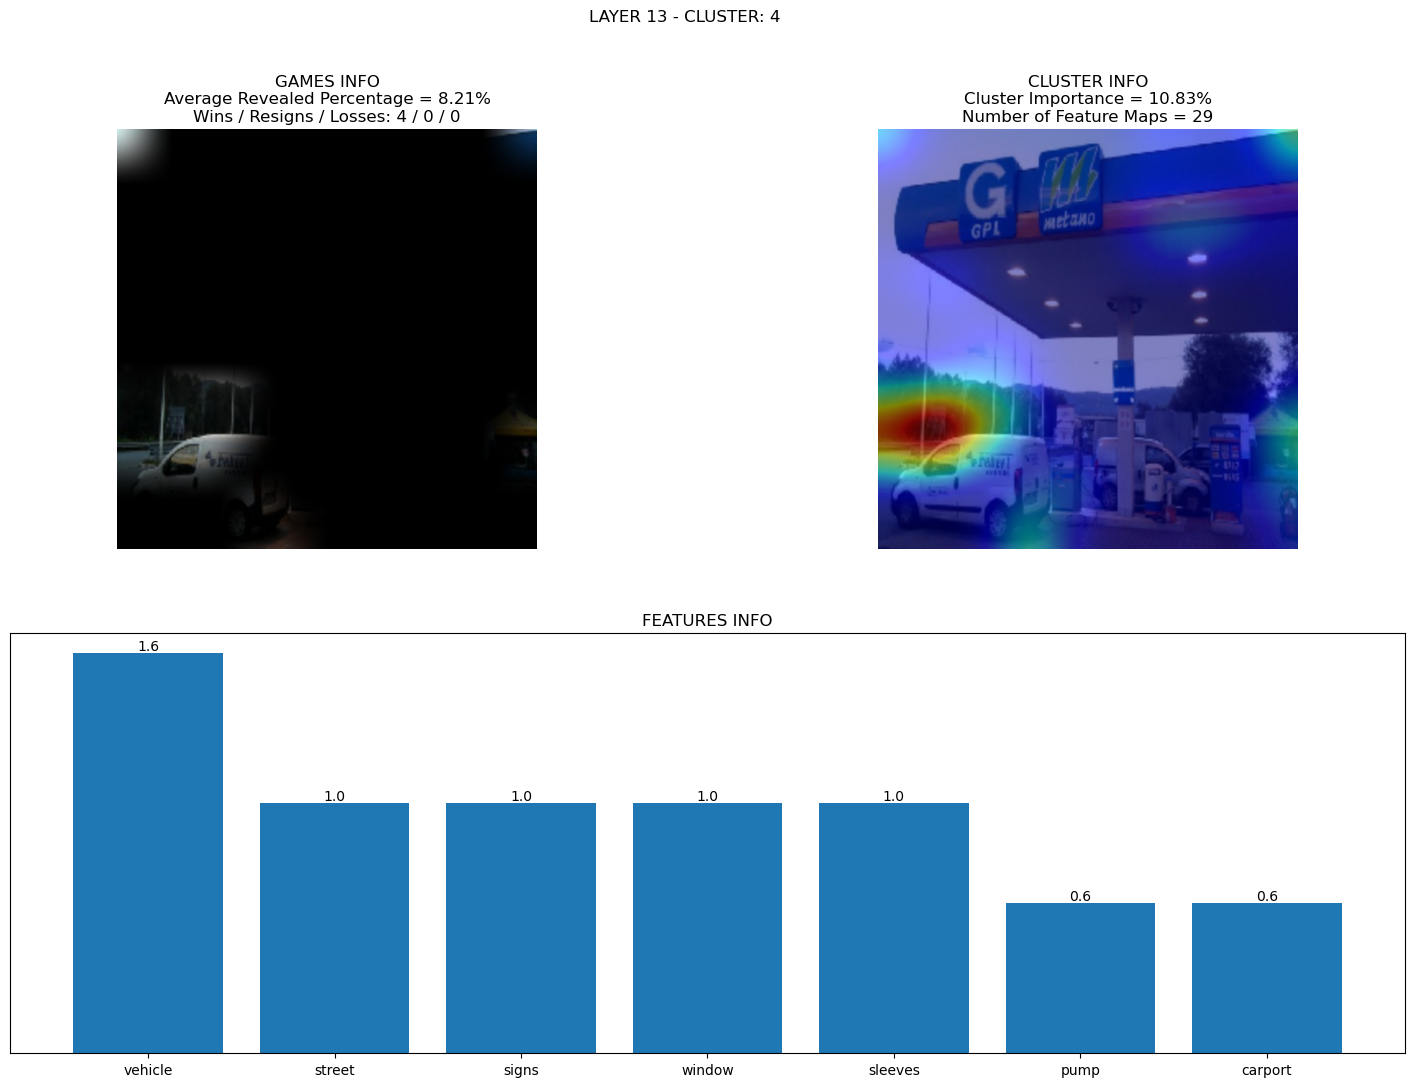 LAYER 13 - CLUSTER: 4
GAMES INFO
Average Revealed Percentage = 8.21%
Wins / Resigns / Losses: 4 / 0 / 0
CLUSTER INFO
Cluster Importance = 10.83%
Number of Feature Maps = 29
G
GPL
metano
FEATURES INFO
1.6
1.0
1.0
1.0
1.0
0.6
0.6
vehicle
street
signs
window
sleeves
pump
carport